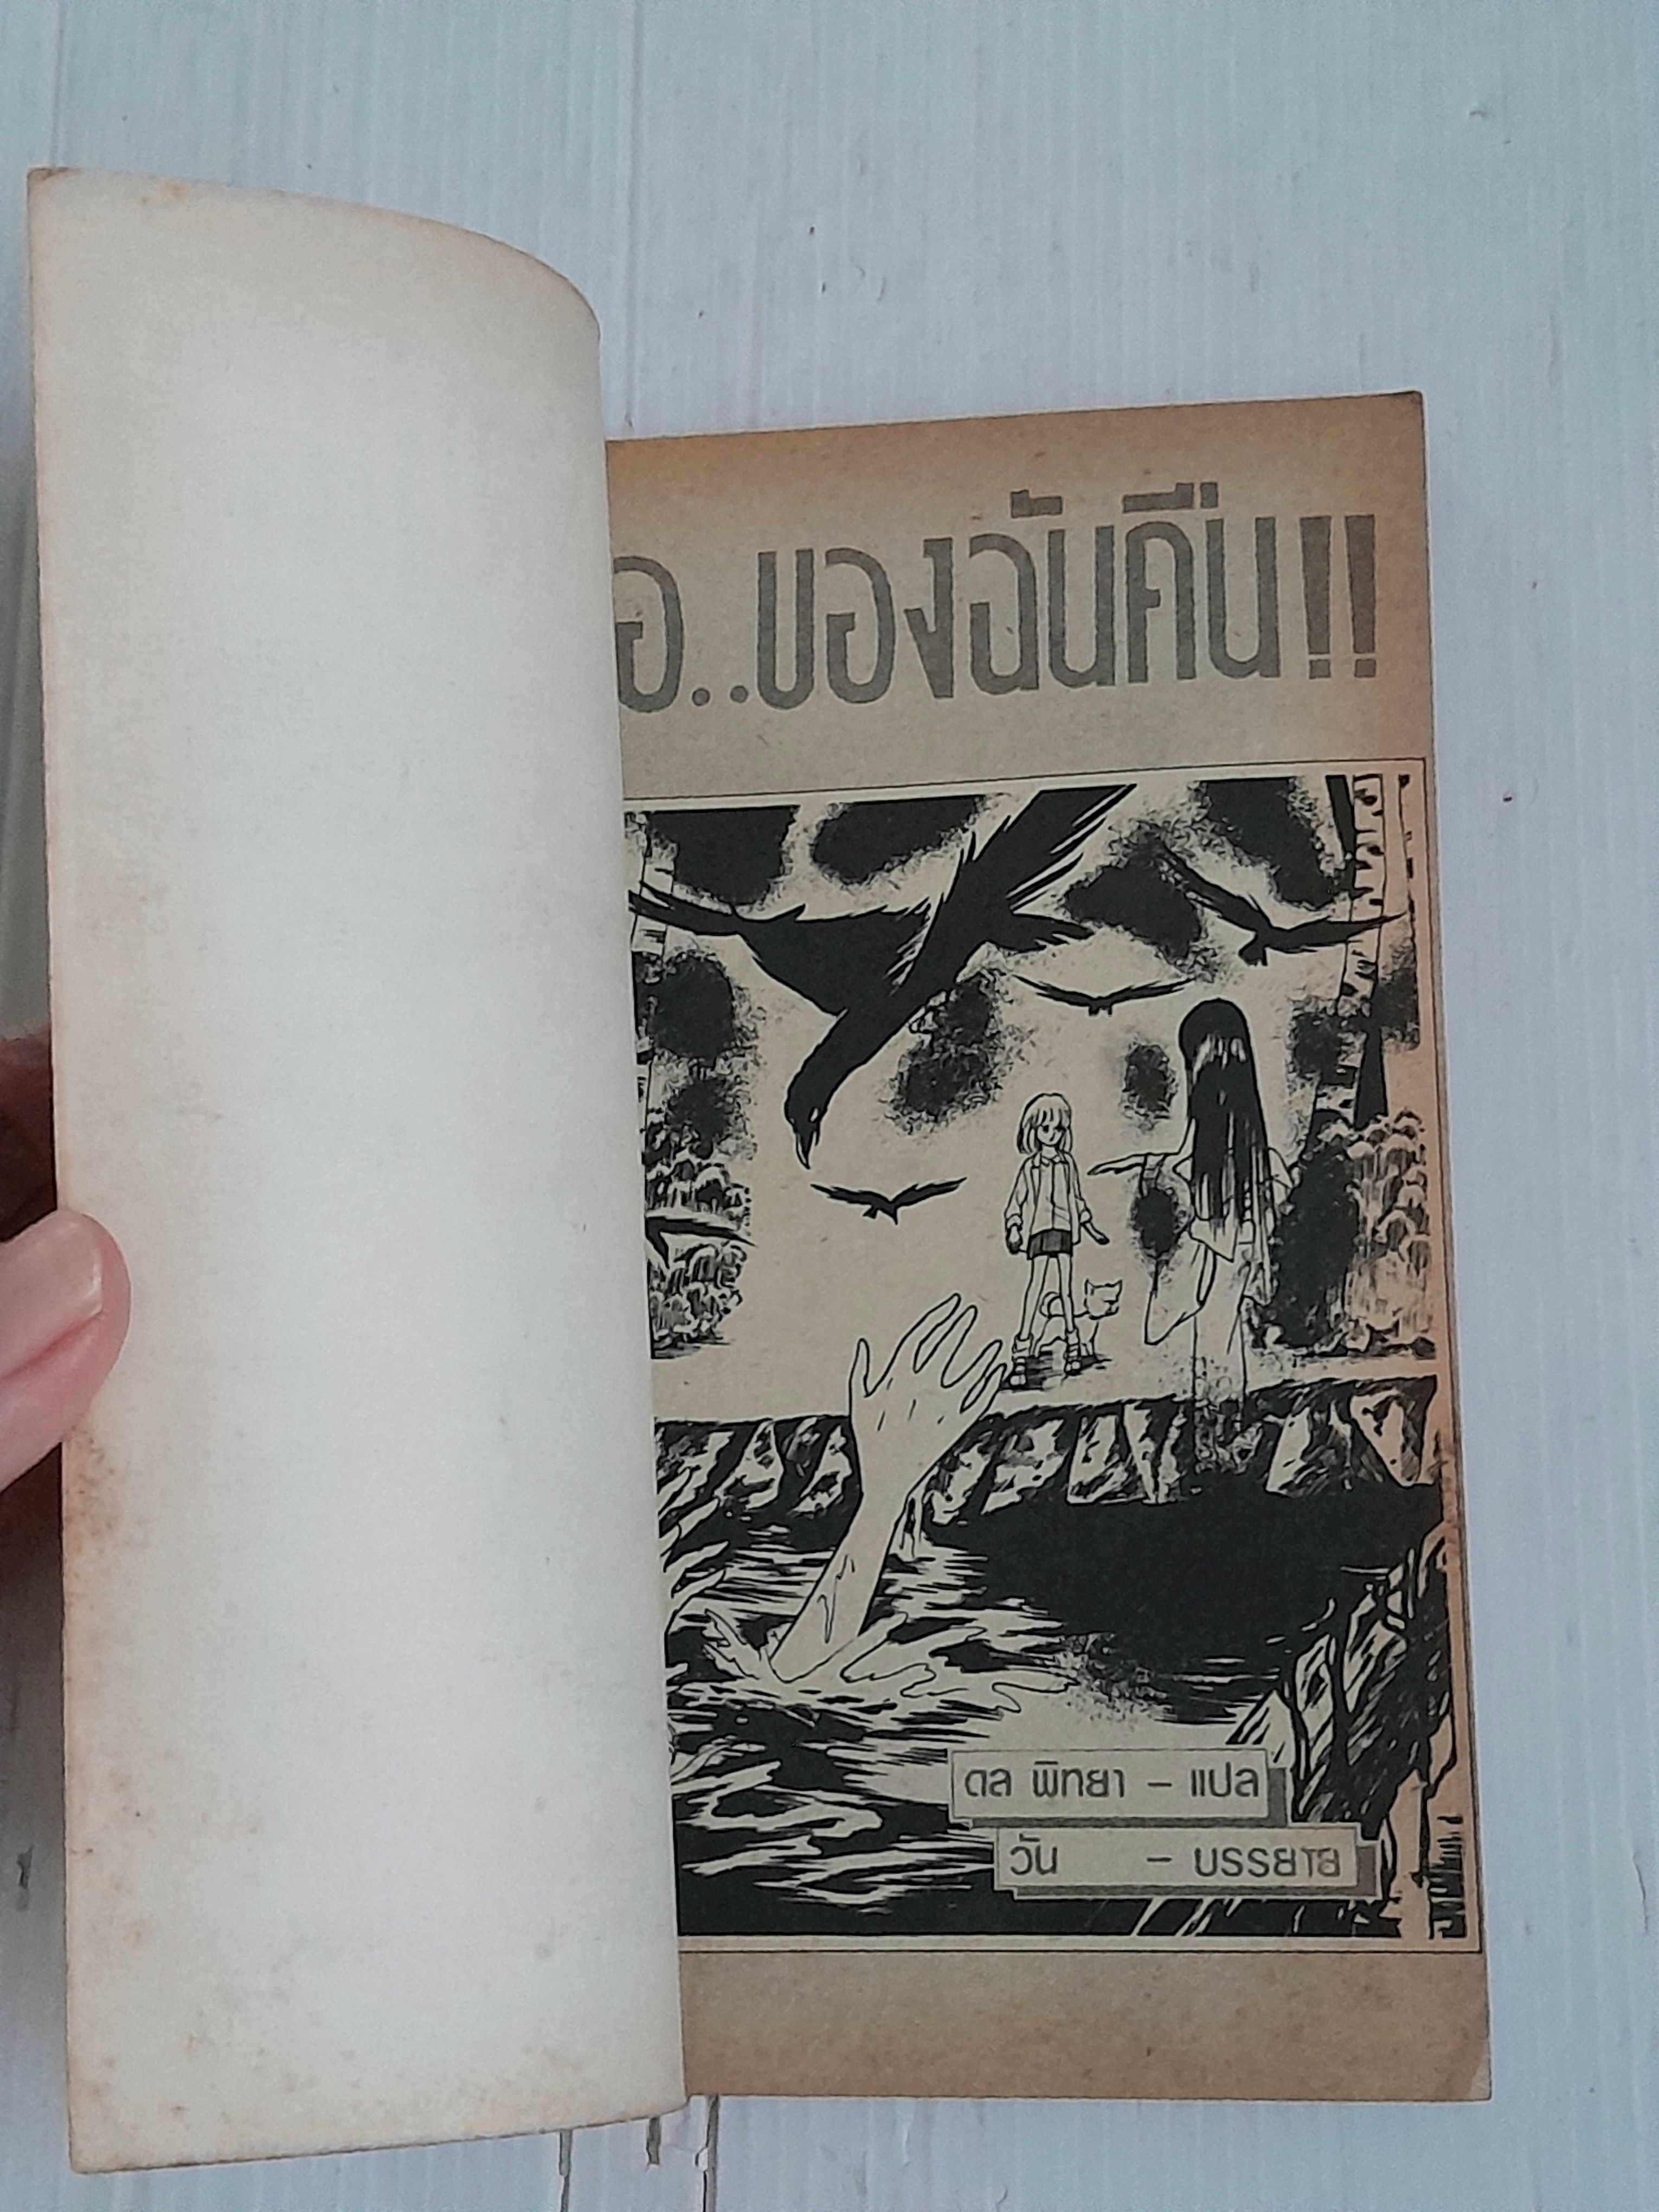 อ..ของฉันคืน!!
ดล พิทยา – แปล
วัน – บรรยาย